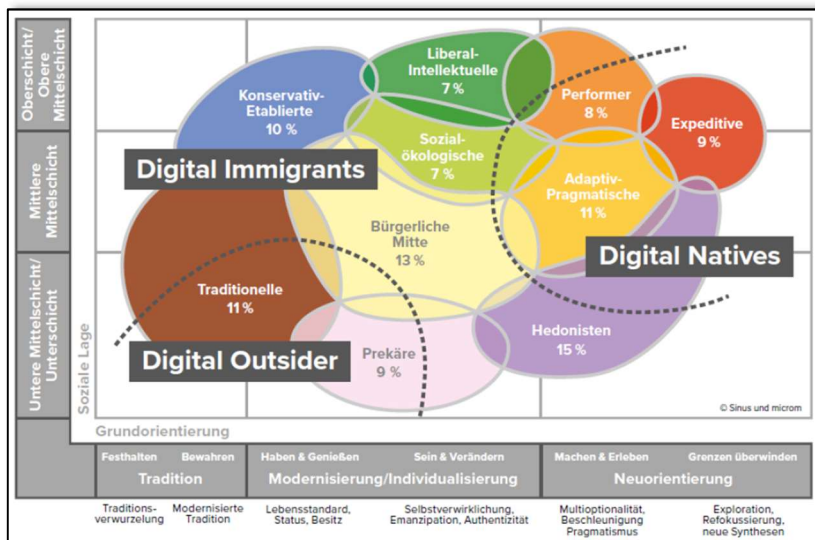 Oberschicht/
Obere
Mittelschicht
Mittlere
Mittelschicht
Untere Mittelschicht/
Unterschicht
Soziale Lage
Konservativ-
Etablierte
10 %
Liberal-
Intellektuelle
7 %
Performer
8 %
Expeditive
9 %
Sozial-
ökologische
7 %
Digital Immigrants
Adaptiv-
Pragmatische
11 %
Bürgerliche
Mitte
13 %
Digital Natives
Traditionelle
11 %
Digital Outsider
Prekäre
9 %
Hedonisten
15 %
© Sinus und microm
Grundorientierung
Festhalten Bewahren Haben & Genießen Sein & Verändern Machen & Erleben Grenzen überwinden
Tradition Modernisierung/Individualisierung Neuorientierung
Traditions-
verwurzelung
Modernisierte
Tradition
Lebensstandard,
Status, Besitz
Selbstverwirklichung,
Emanzipation, Authentizität
Multioptionalität,
Beschleunigung
Pragmatismus
Exploration,
Refokussierung,
neue Synthesen